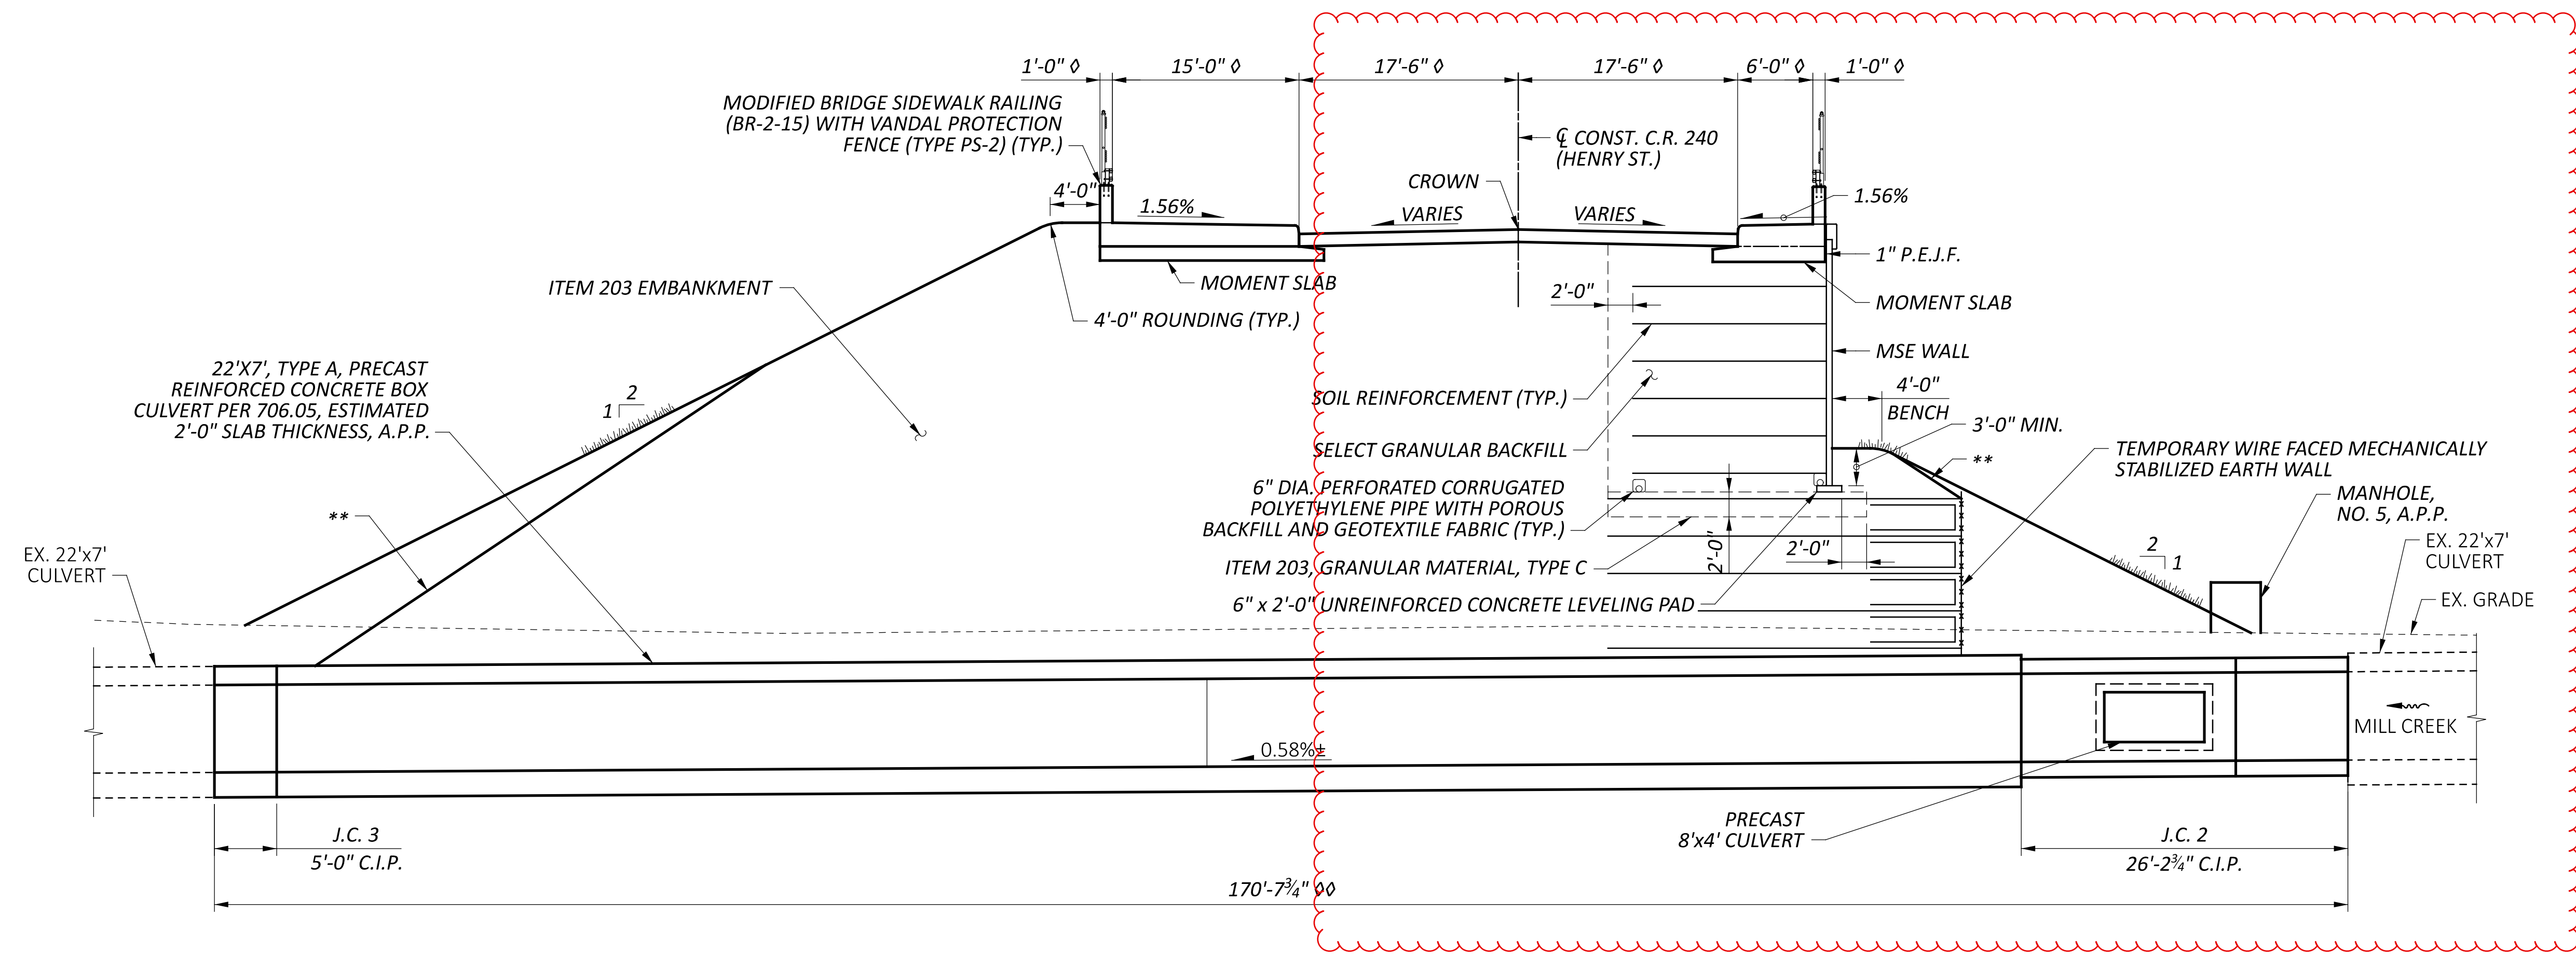 1'-0" ◊
15'-0" ◊
17'-6" ◊
17'-6" ◊
6'-0" ◊
1'-0" ◊
MODIFIED BRIDGE SIDEWALK RAILING
(BR-2-15) WITH VANDAL PROTECTION
FENCE (TYPE PS-2) (TYP.)
℄ CONST. C.R. 240
(HENRY ST.)
CROWN
4'-0"
1.56%
VARIES
VARIES
1.56%
1" P.E.J.F.
MOMENT SLAB
ITEM 203 EMBANKMENT
4'-0" ROUNDING (TYP.)
2'-0"
MOMENT SLAB
MSE WALL
22'X7', TYPE A, PRECAST
REINFORCED CONCRETE BOX
CULVERT PER 706.05, ESTIMATED
2'-0" SLAB THICKNESS, A.P.P.
2
1
SOIL REINFORCEMENT (TYP.)
4'-0"
BENCH
3'-0" MIN.
SELECT GRANULAR BACKFILL
**
TEMPORARY WIRE FACED MECHANICALLY
STABILIZED EARTH WALL
6" DIA. PERFORATED CORRUGATED
POLYETHYLENE PIPE WITH POROUS
BACKFILL AND GEOTEXTILE FABRIC (TYP.)
MANHOLE,
NO. 5, A.P.P.
**
EX. 22'x7'
CULVERT
2'-0"
2'-0"
2
1
EX. 22'x7'
CULVERT
ITEM 203, GRANULAR MATERIAL, TYPE C
6" x 2'-0" UNREINFORCED CONCRETE LEVELING PAD
EX. GRADE
MILL CREEK
0.58%±
PRECAST
8'x4' CULVERT
J.C. 3
5'-0" C.I.P.
J.C. 2
26'-2¾" C.I.P.
170'-7¾" ◊◊